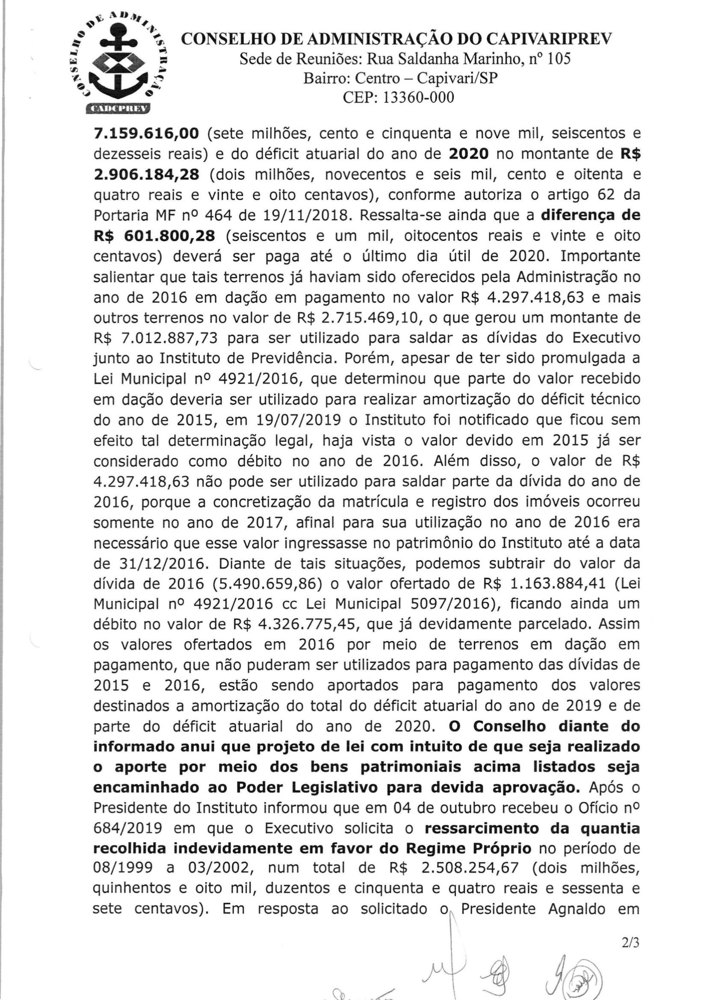 CONSELHO DE ADMINISTRAÇÃO
CADCPREV
CONSELHO DE ADMINISTRAÇÃO DO CAPIVARIPREV
Sede de Reuniões: Rua Saldanha Marinho, nº 105
Bairro: Centro – Capivari/SP
CEP: 13360-000
7.159.616,00 (sete milhões, cento e cinquenta e nove mil, seiscentos e
dezesseis reais) e do déficit atuarial do ano de 2020 no montante de R$
2.906.184,28 (dois milhões, novecentos e seis mil, cento e oitenta e
quatro reais e vinte e oito centavos), conforme autoriza o artigo 62 da
Portaria MF nº 464 de 19/11/2018. Ressalta-se ainda que a diferença de
R$ 601.800,28 (seiscentos e um mil, oitocentos reais e vinte e oito
centavos) deverá ser paga até o último dia útil de 2020. Importante
salientar que tais terrenos já haviam sido oferecidos pela Administração no
ano de 2016 em dação em pagamento no valor R$ 4.297.418,63 e mais
outros terrenos no valor de R$ 2.715.469,10, o que gerou um montante de
R$ 7.012.887,73 para ser utilizado para saldar as dívidas do Executivo
junto ao Instituto de Previdência. Porém, apesar de ter sido promulgada a
Lei Municipal nº 4921/2016, que determinou que parte do valor recebido
em dação deveria ser utilizado para realizar amortização do déficit técnico
do ano de 2015, em 19/07/2019 o Instituto foi notificado que ficou sem
efeito tal determinação legal, haja vista o valor devido em 2015 já ser
considerado como débito no ano de 2016. Além disso, o valor de R$
4.297.418,63 não pode ser utilizado para saldar parte da dívida do ano de
2016, porque a concretização da matrícula e registro dos imóveis ocorreu
somente no ano de 2017, afinal para sua utilização no ano de 2016 era
necessário que esse valor ingressasse no patrimônio do Instituto até a data
de 31/12/2016. Diante de tais situações, podemos subtrair do valor da
dívida de 2016 (5.490.659,86) o valor ofertado de R$ 1.163.884,41 (Lei
Municipal nº 4921/2016 cc Lei Municipal 5097/2016), ficando ainda um
débito no valor de R$ 4.326.775,45, que já devidamente parcelado. Assim
os valores ofertados em 2016 por meio de terrenos em dação em
pagamento, que não puderam ser utilizados para pagamento das dívidas de
2015 e 2016, estão sendo aportados para pagamento dos valores
destinados a amortização do total do déficit atuarial do ano de 2019 e de
parte do déficit atuarial do ano de 2020. O Conselho diante do
informado anui que projeto de lei com intuito de que seja realizado
o aporte por meio dos bens patrimoniais acima listados seja
encaminhado ao Poder Legislativo para devida aprovação. Após o
Presidente do Instituto informou que em 04 de outubro recebeu o Ofício nº
684/2019 em que o Executivo solicita o ressarcimento da quantia
recolhida indevidamente em favor do Regime Próprio no período de
08/1999 a 03/2002, num total de R$ 2.508.254,67 (dois milhões,
quinhentos e oito mil, duzentos e cinquenta e quatro reais e sessenta e
sete centavos). Em resposta ao solicitado o Presidente Agnaldo em
2/3